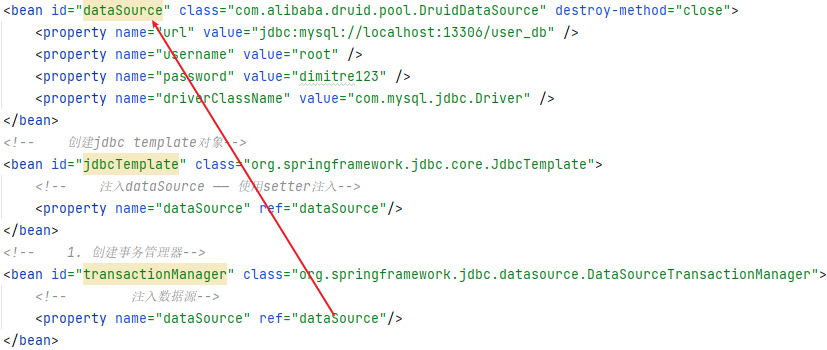 <bean id="dataSource" class="com.alibaba.druid.pool.DruidDataSource" destroy-method="close">
<property name="url" value="jdbc:mysql://localhost:13306/user_db" />
<property name="username" value="root" />
<property name="password" value="dimitre123" />
<property name="driverClassName" value="com.mysql.jdbc.Driver" />
</bean>
<!-- 创建jdbc template对象-->
<bean id="jdbcTemplate" class="org.springframework.jdbc.core.JdbcTemplate">
<!-- 注入dataSource —— 使用setter注入-->
<property name="dataSource" ref="dataSource"/>
</bean>
<!-- 1. 创建事务管理器-->
<bean id="transactionManager" class="org.springframework.jdbc.datasource.DataSourceTransactionManager">
<!-- 注入数据源-->
<property name="dataSource" ref="dataSource"/>
</bean>